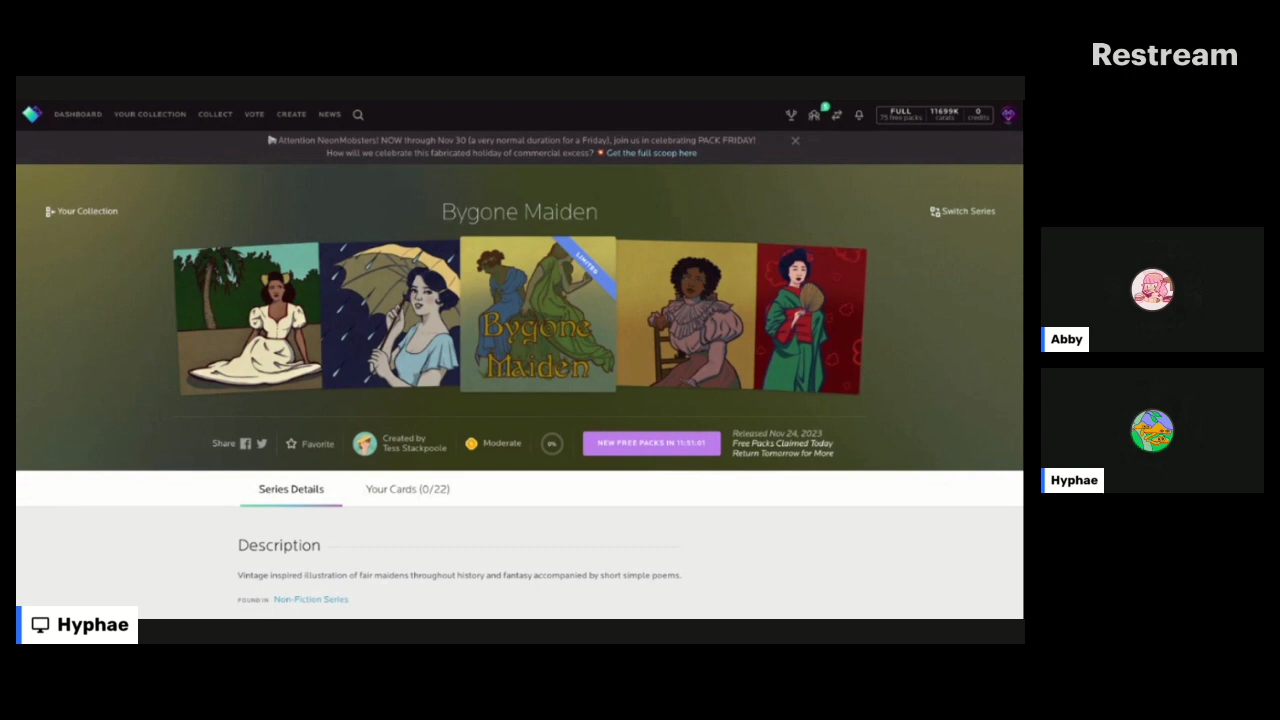 Restream
DASHBOARD YOUR COLLECTION COLLECT VOTE CREATE NEWS
FULL 11699K 0
75 free packs carats credits
Attention NeonMobsters! NOW through Nov 30 (a very normal duration for a Friday), join us in celebrating PACK FRIDAY!
How will we celebrate this fabricated holiday of commercial excess? Get the full scoop here
Your Collection
Bygone Maiden
Switch Series
LIMITED
Bygone
Maiden
Share
Favorite
Created by
Tess Stackpoole
Moderate
NEW FREE PACKS IN 11:51:01
Released Nov 24, 2023
Free Packs Claimed Today
Return Tomorrow for More
Series Details Your Cards (0/22)
Description
Vintage inspired illustration of fair maidens throughout history and fantasy accompanied by short simple poems.
FOUND IN Non-Fiction Series
Hyphae
Abby
Hyphae